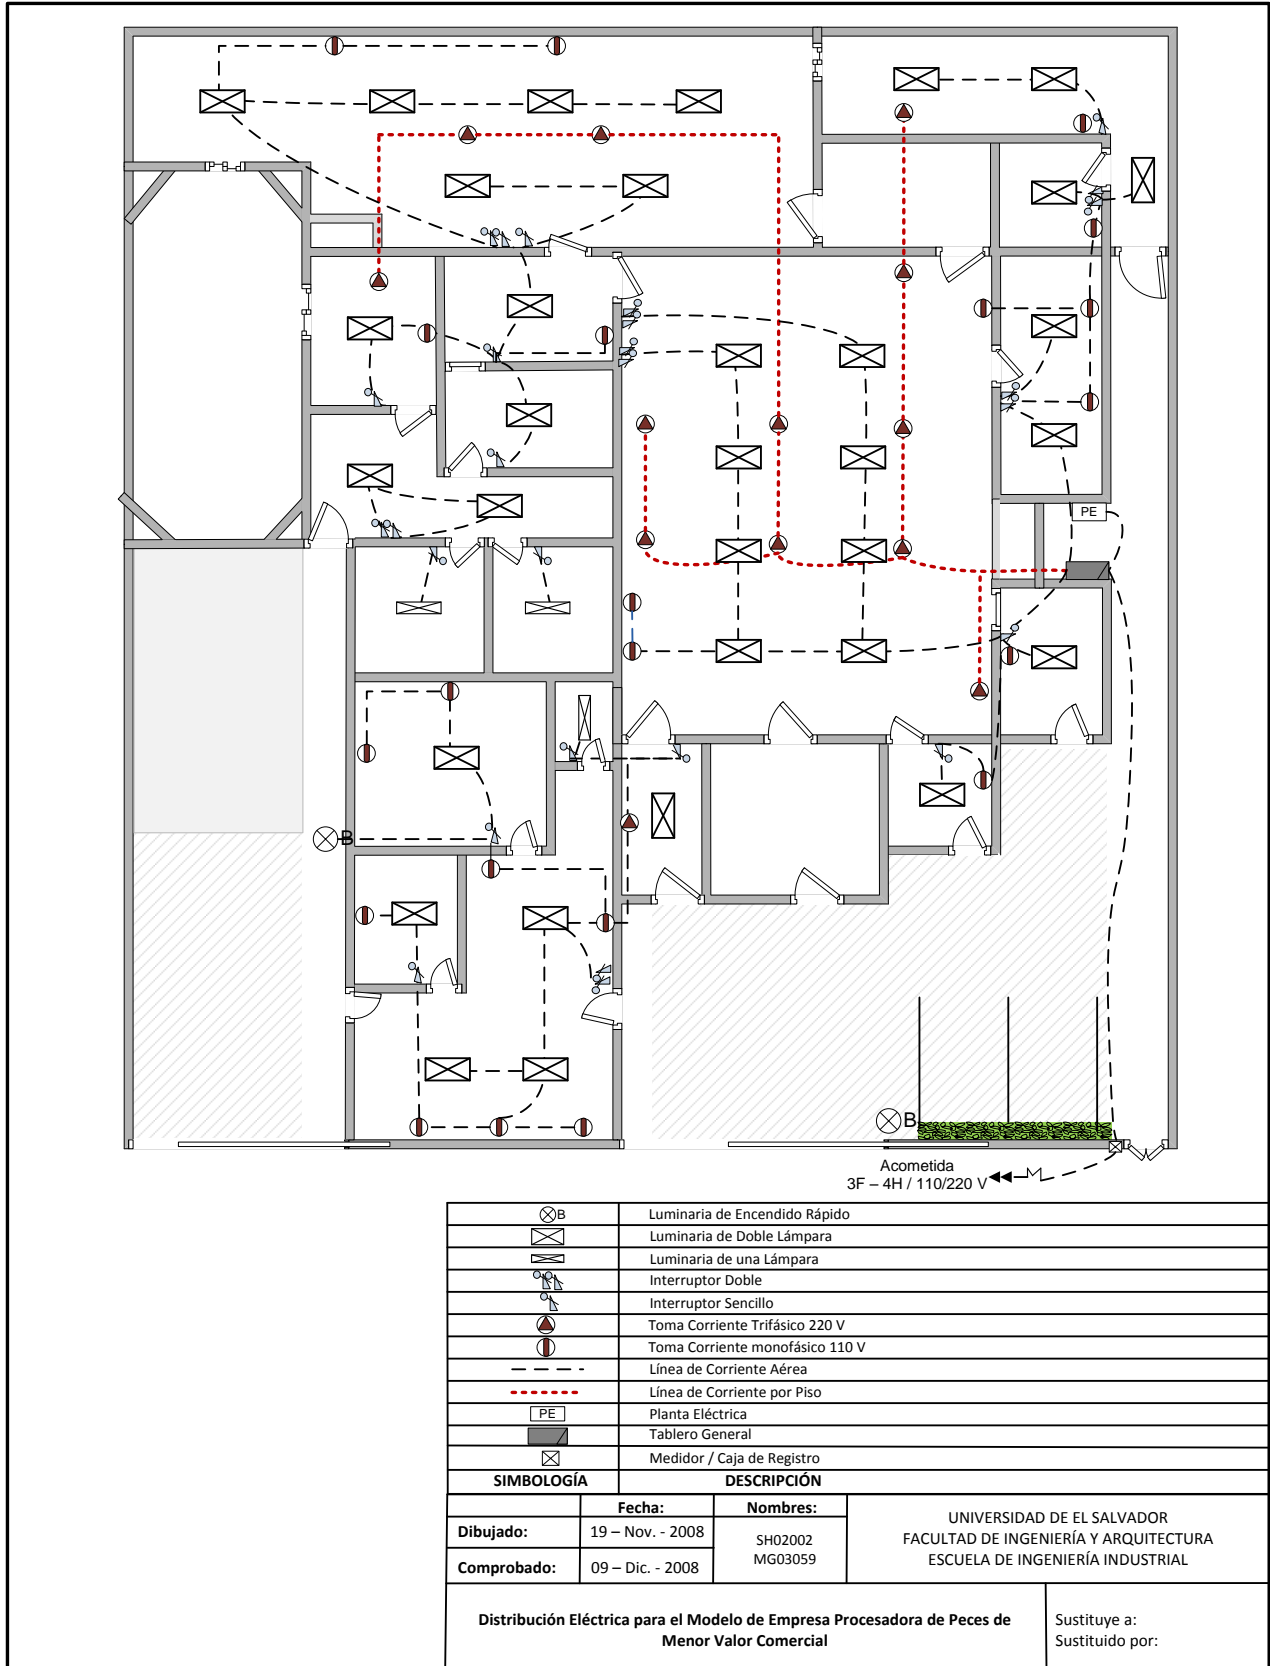 PE
B
B
Acometida
3F – 4H / 110/220 V
B Luminaria de Encendido Rápido
Luminaria de Doble Lámpara
Luminaria de una Lámpara
Interruptor Doble
Interruptor Sencillo
Toma Corriente Trifásico 220 V
Toma Corriente monofásico 110 V
Línea de Corriente Aérea
Línea de Corriente por Piso
PE Planta Eléctrica
Tablero General
Medidor / Caja de Registro
SIMBOLOGÍA DESCRIPCIÓN
Fecha: Nombres:
Dibujado: 19 – Nov. - 2008
Comprobado: 09 – Dic. - 2008
SH02002
MG03059
UNIVERSIDAD DE EL SALVADOR
FACULTAD DE INGENIERÍA Y ARQUITECTURA
ESCUELA DE INGENIERÍA INDUSTRIAL
Distribución Eléctrica para el Modelo de Empresa Procesadora de Peces de
Menor Valor Comercial
Sustituye a:
Sustituido por: